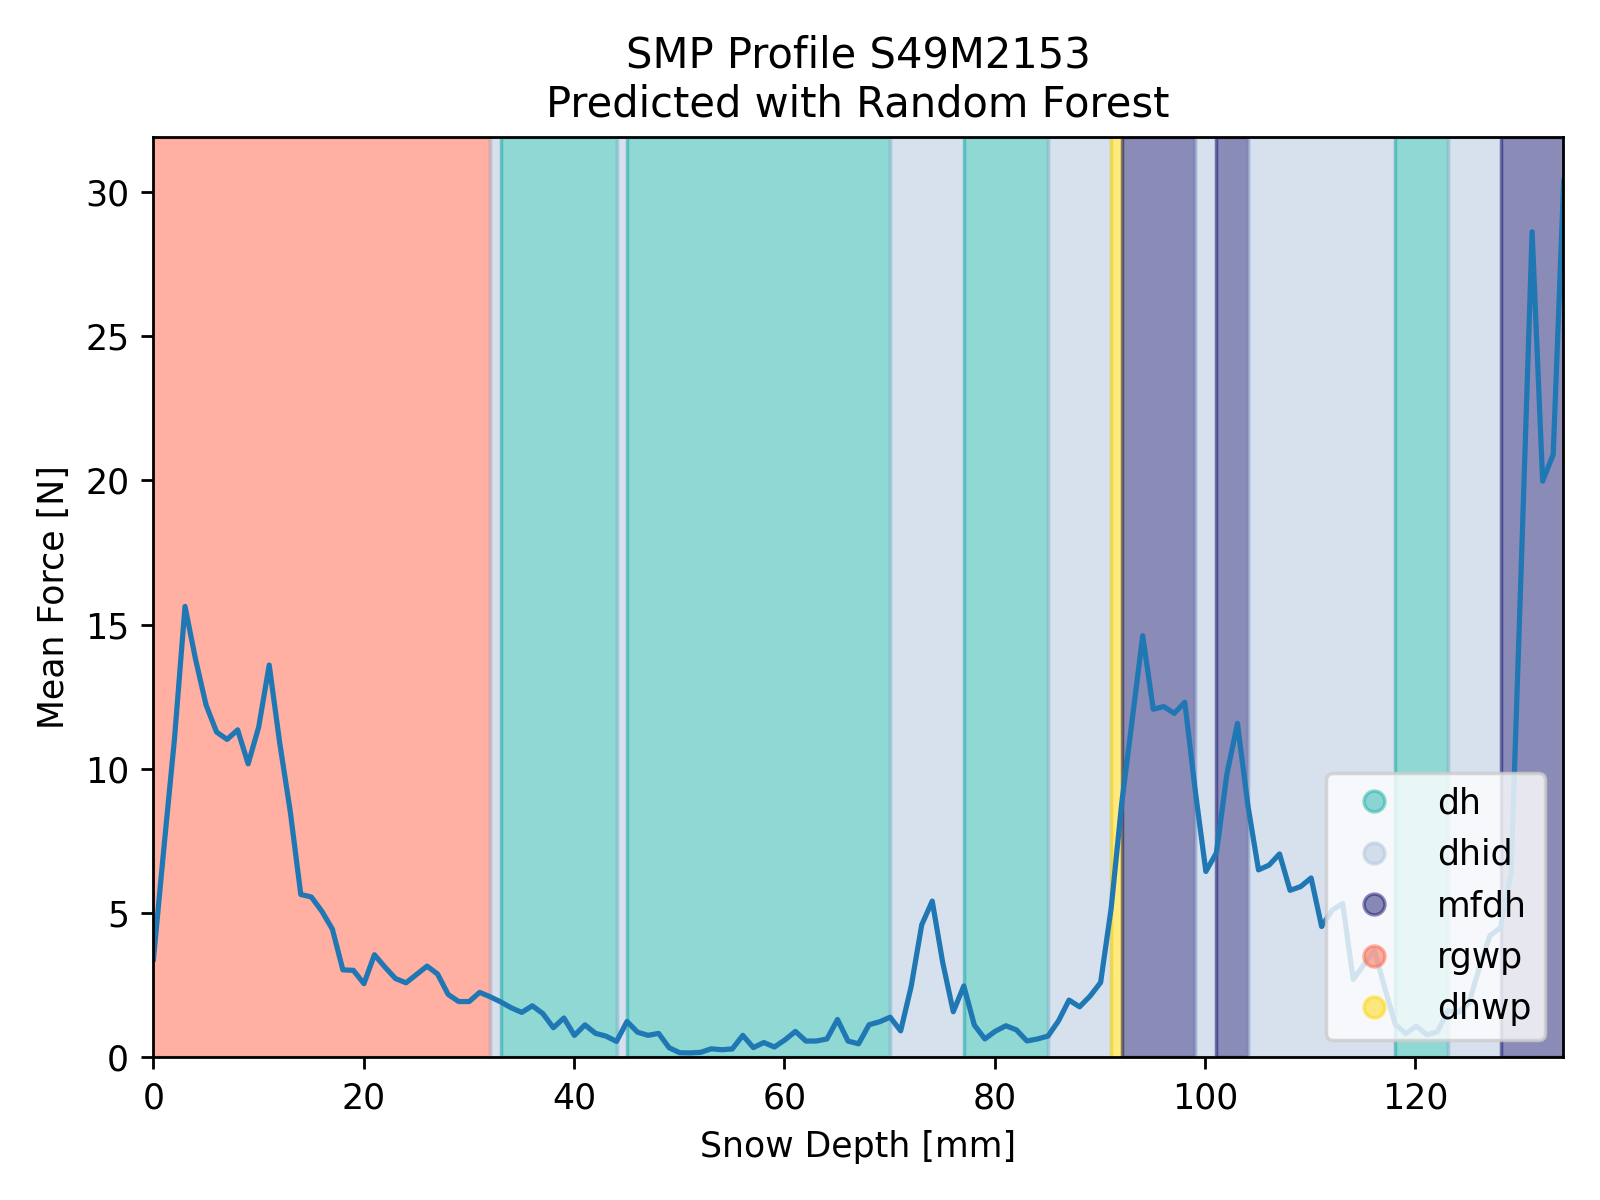 SMP Profile S49M2153
Predicted with Random Forest
Mean Force [N]
30
25
20
15
10
5
0
0 20 40 60 80 100 120
Snow Depth [mm]
dh
dhid
mfdh
rgwp
dhwp